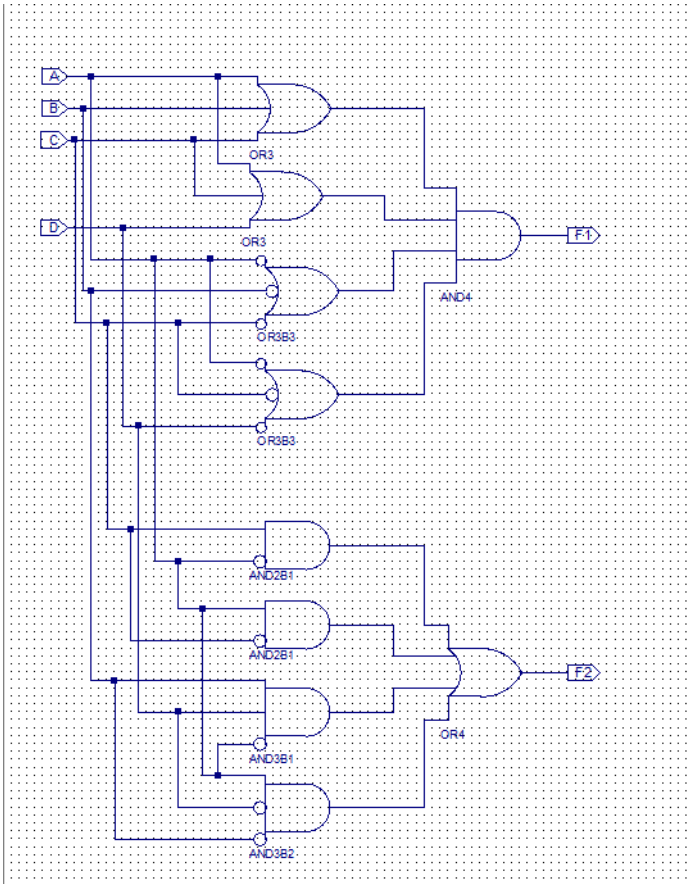 A
B
C
OR3
D
F1
OR3
AND4
OR3B3
OR3B3
AND2B1
AND2B1
F2
OR4
AND3B1
AND3B2